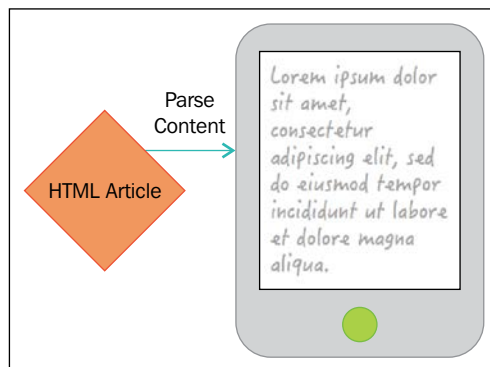 Parse
Content
HTML Article
Lorem ipsum dolor
sit amet,
consectetur
adipiscing elit, sed
do eiusmod tempor
incididunt ut labore
et dolore magna
aliqua.